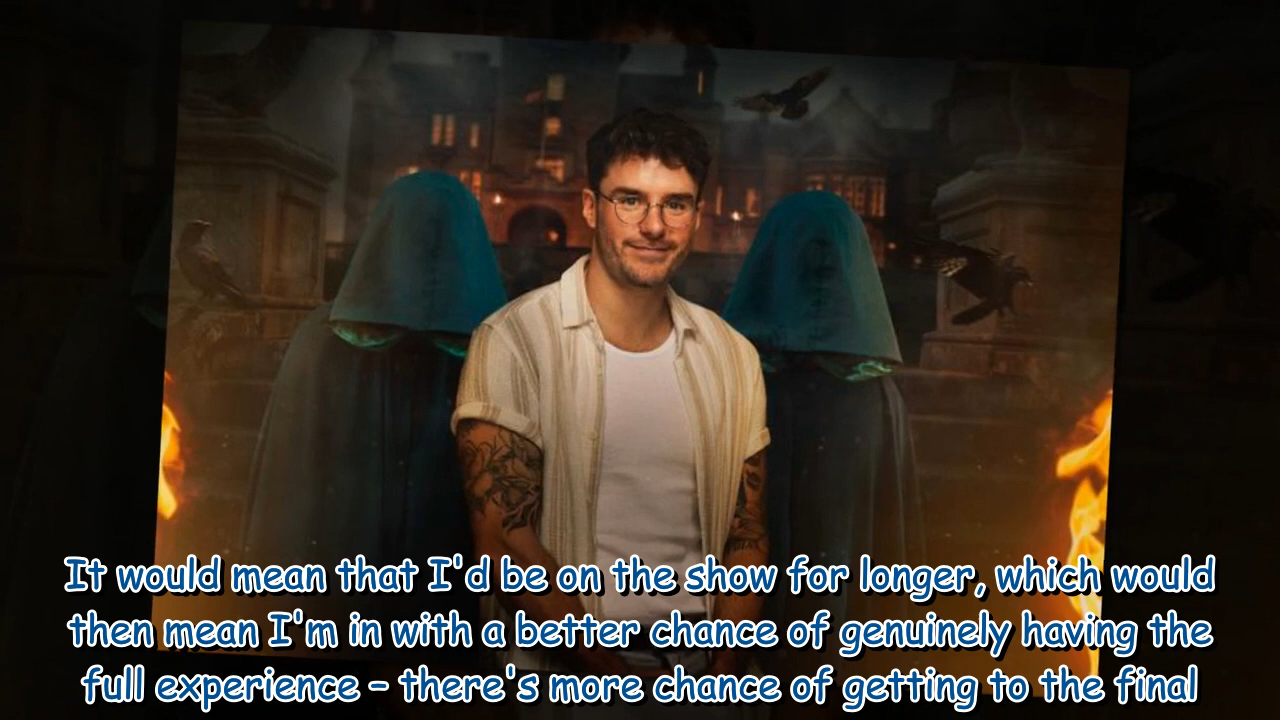 It would mean that I'd be on the show for longer, which would
then mean I'm in with a better chance of genuinely having the
full experience – there's more chance of getting to the final